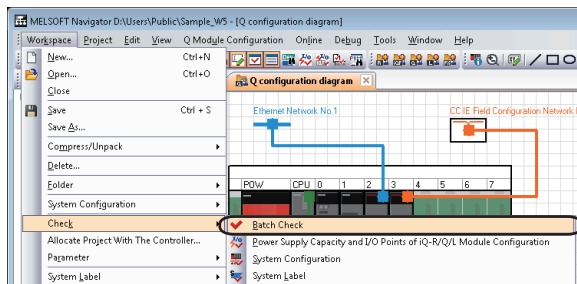 MELSOFT Navigator D:\Users\Public\Sample_W5 - [Q configuration diagram]
Workspace Project Edit View Q Module Configuration Online Debug Tools Window Help
New... Ctrl+N
Open... Ctrl+O
Close
Save Ctrl + S
Save As...
Compress/Unpack
Delete...
Folder
System Configuration
Check
Allocate Project With The Controller...
Parameter
System Label
Q configuration diagram
Ethernet Network No.1
CC IE Field Configuration Network
POW CPU 0 1 2 3 4 5 6 7
Batch Check
Power Supply Capacity and I/O Points of iQ-R/Q/L Module Configuration
System Configuration
System Label